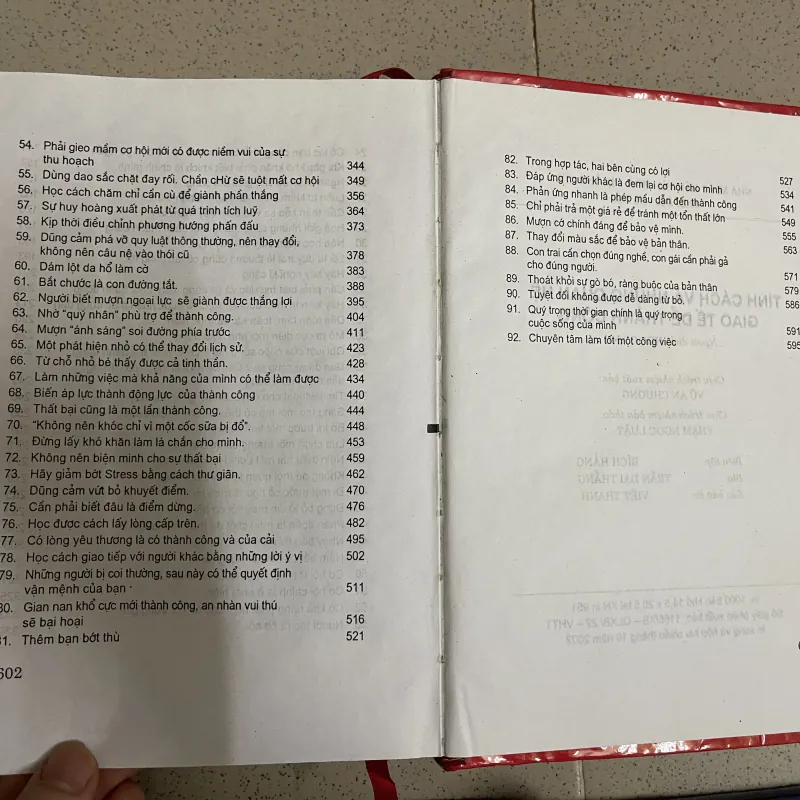 54. Phải gieo mầm cơ hội mới có được niềm vui của sự
thu hoạch 344
55. Dùng dao sắc chặt đay rối. Chần cHừ sẽ tuột mất cơ hội 349
56. Học cách chăm chỉ cần cù để giành phần thắng 356
57. Sự huy hoàng xuất phát từ quá trình tích luỹ 364
58. Kịp thời điều chỉnh phương hướng phấn đấu 373
59. Dũng cảm phá vỡ quy luật thông thường, nên thay đổi,
không nên câu nệ vào thói cũ 378
60. Dám lột da hổ làm cờ 383
61. Bắt chước là con đường tắt. 388
62. Người biết mượn ngoại lực sẽ giành được thắng lợi 395
63. Nhờ "quý nhân" phù trợ để thành công. 404
64. Mượn "ánh sáng" soi đường phía trước 411
65. Một phát hiện nhỏ có thể thay đổi lịch sử. 423
66. Từ chỗ nhỏ bé thấy được cả tinh thần. 428
67. Làm những việc mà khả năng của mình có thể làm được 434
68. Biến áp lực thành động lực của thành công 440
69. Thất bại cũng là một lần thành công. 444
70. "Không nên khóc chỉ vì một cốc sữa bị đổ". 448
71. Đừng lấy khó khăn làm lá chắn cho mình. 453
72. Không nên biện minh cho sự thất bại 459
73. Hãy giảm bớt Stress bằng cách thư giãn. 462
74. Dũng cảm vứt bỏ khuyết điểm. 470
75. Cần phải biết đâu là điểm dừng. 476
76. Học được cách lấy lòng cấp trên. 482
77. Có lòng yêu thương là có thành công và của cải 495
78. Học cách giao tiếp với người khác bằng những lời ý vị 502
79. Những người bị coi thường, sau này có thể quyết định
vận mệnh của bạn 511
80. Gian nan khổ cực mới thành công, an nhàn vui thú
sẽ bại hoại 516
81. Thêm bạn bớt thù 521
602
82. Trong hợp tác, hai bên cùng có lợi 527
83. Đáp ứng người khác là đem lại cơ hội cho mình 534
84. Phản ứng nhanh là phép mầu dẫn đến thành công 541
85. Chỉ phải trả một giá rẻ để tránh một tổn thất lớn 549
86. Mượn cớ chính đáng để bảo vệ mình. 555
87. Thay đổi màu sắc để bảo vệ bản thân. 563
88. Con trai cần chọn đúng nghề, con gái cần phải gả
cho đúng người. 571
89. Thoát khỏi sự gò bó, ràng buộc của bản thân 579
90. Tuyệt đối không được dễ dàng từ bỏ. 586
91. Quý trọng thời gian chính là quý trọng
cuộc sống của mình 591
92. Chuyên tâm làm tốt một công việc 595